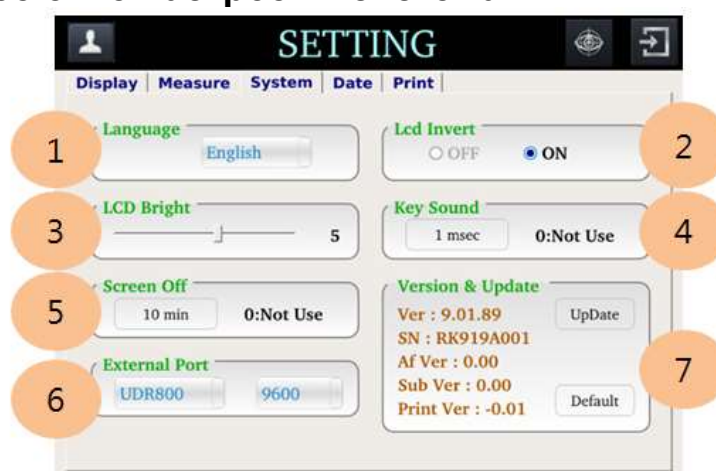 SETTING
Display | Measure System | Date | Print |
1
Language
English
Lcd Invert
OFF ON
2
3
LCD Bright
5
Key Sound
1 msec 0:Not Use
4
5
Screen Off
10 min 0:Not Use
6
External Port
UDR800 9600
Version & Update
Ver : 9.01.89 UpDate
SN : RK919A001
Af Ver : 0.00
Sub Ver : 0.00
Print Ver : -0.01 Default
7